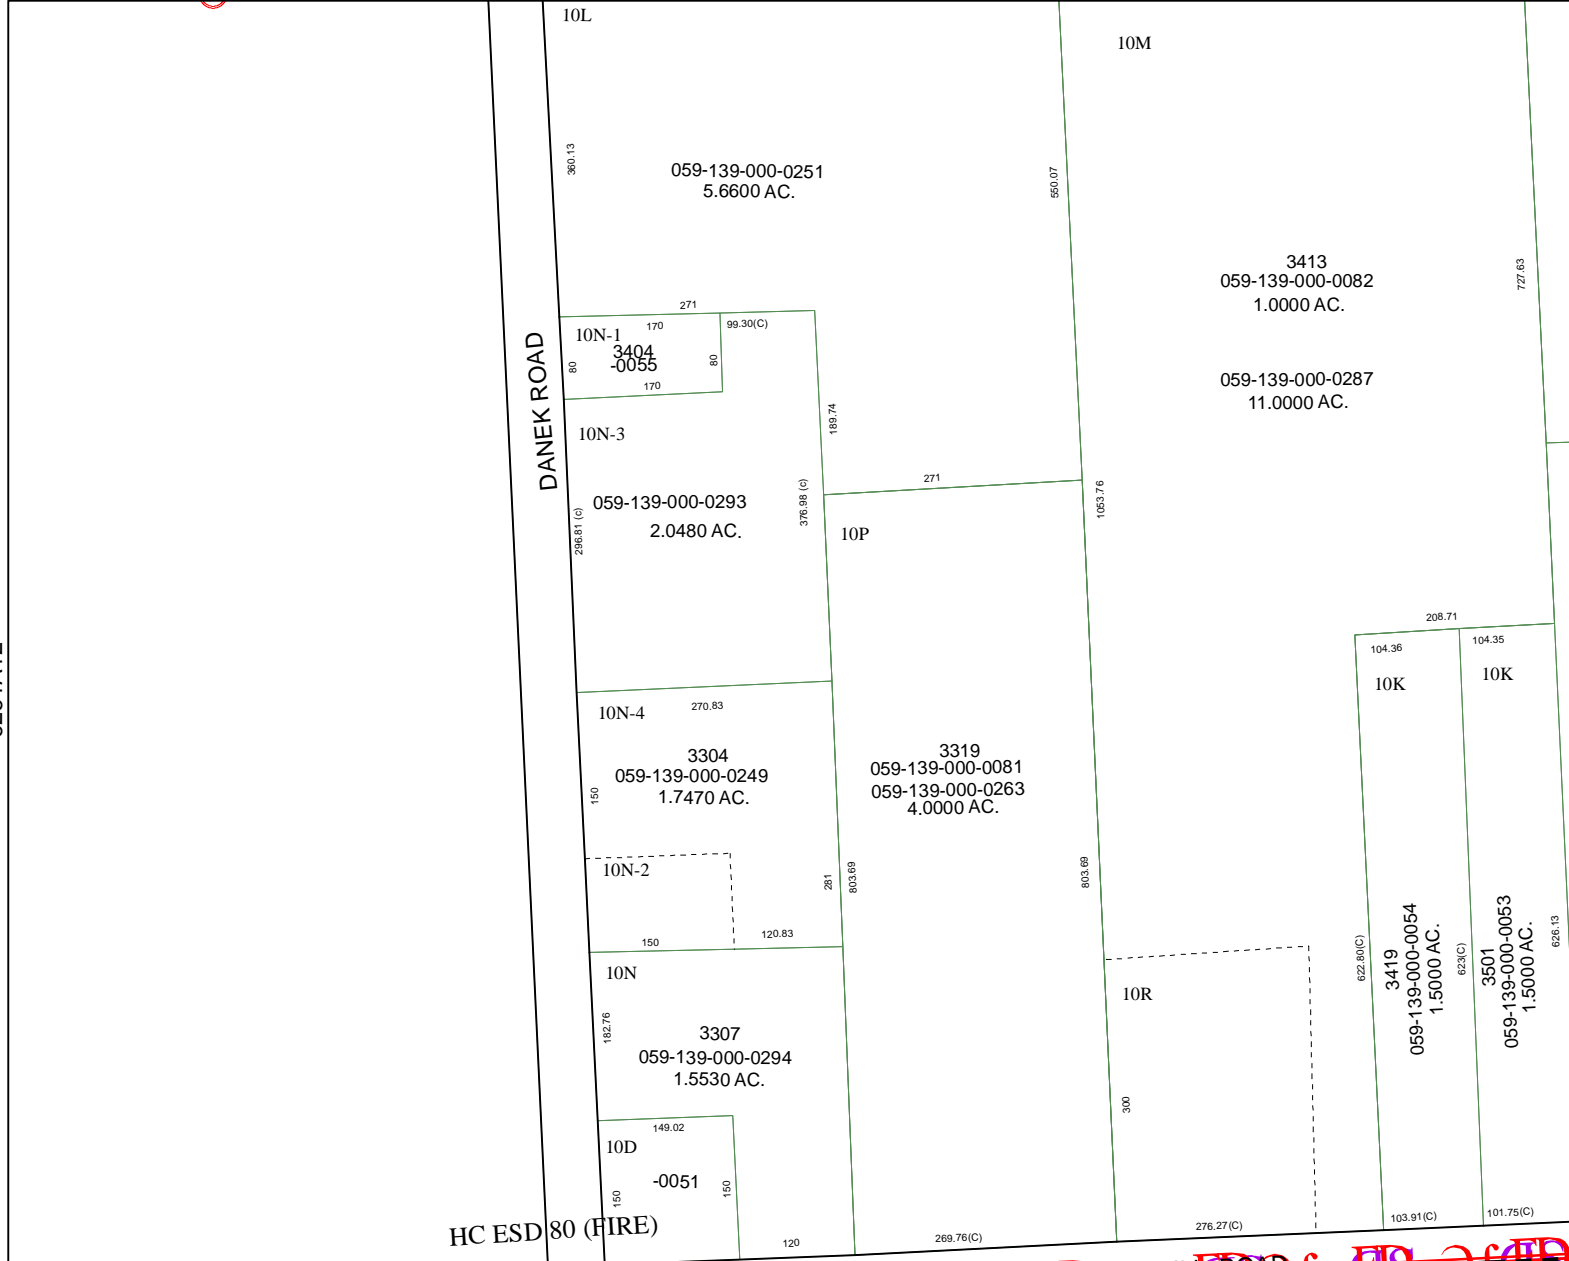 10L
10M
360.13
059-139-000-0251
5.6600 AC.
550.07
3413
059-139-000-0082
1.0000 AC.
727.63
059-139-000-0287
11.0000 AC.
271
10N-1
170
99.30(C)
3404
-0055
80
80
170
DANEK ROAD
10N-3
189.74
059-139-000-0293
2.0480 AC.
296.81 (c)
376.98 (c)
271
1053.76
10P
208.71
104.36
104.35
10K
10K
10N-4
270.83
3304
059-139-000-0249
1.7470 AC.
150
3319
059-139-000-0081
059-139-000-0263
4.0000 AC.
10N-2
281
803.69
803.69
150
120.83
10N
182.76
3307
059-139-000-0294
1.5530 AC.
10R
300
622.80(C)
3419
059-139-000-0054
1.5000 AC.
623(C)
3501
059-139-000-0053
1.5000 AC.
626.13
149.02
10D
-0051
150
150
HC ESD 80 (FIRE)
120
269.76(C)
276.27(C)
103.91(C)
101.75(C)